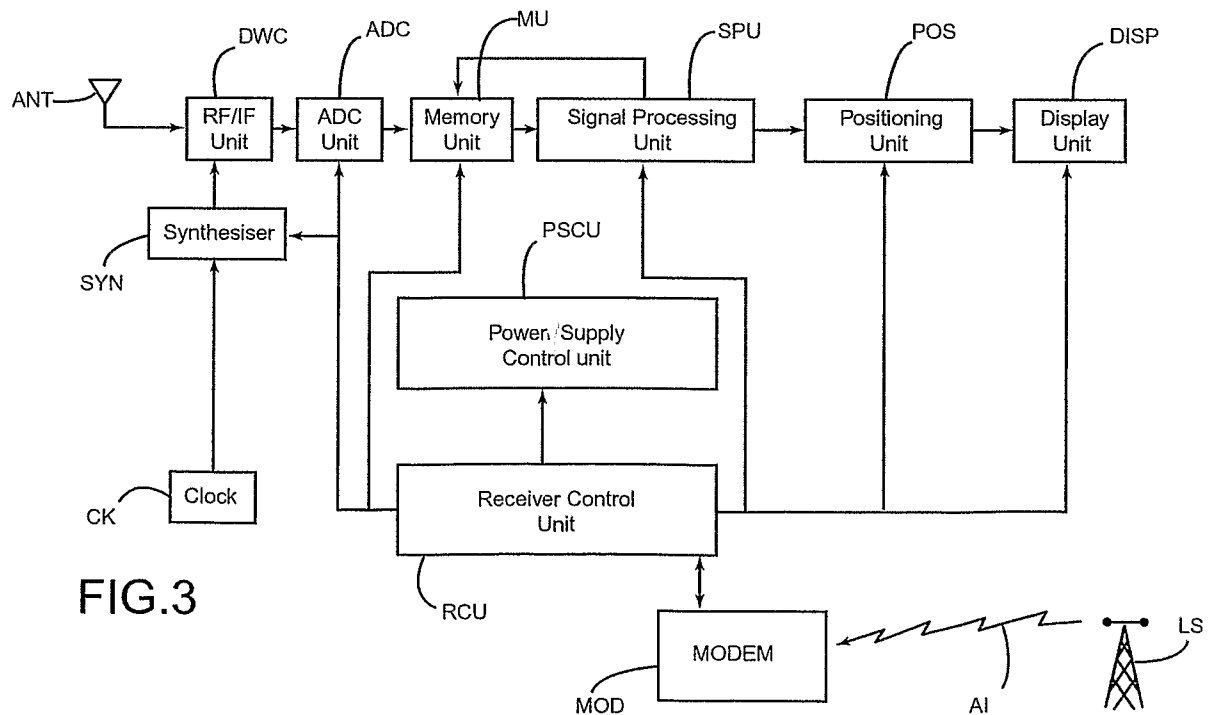 DWC
ADC
MU
SPU
POS
DISP
ANT
RF/IF
Unit
ADC
Unit
Memory
Unit
Signal Processing
Unit
Positioning
Unit
Display
Unit
Synthesiser
SYN
PSCU
Power/Supply
Control unit
Clock
CK
Receiver Control
Unit
RCU
FIG.3
MODEM
MOD
AI
LS